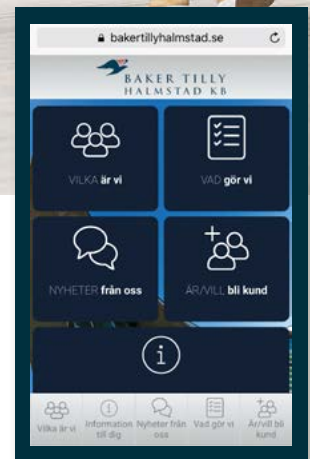 bakertillyhalmstad.se
BAKER TILLY
HALMSTAD KB
VILKA är vi
VAD gör vi
NYHETER från oss
ÄR/VILL bli kund
Vilka är vi
Information till dig
Nyheter från oss
Vad gör vi
Är/vill bli kund